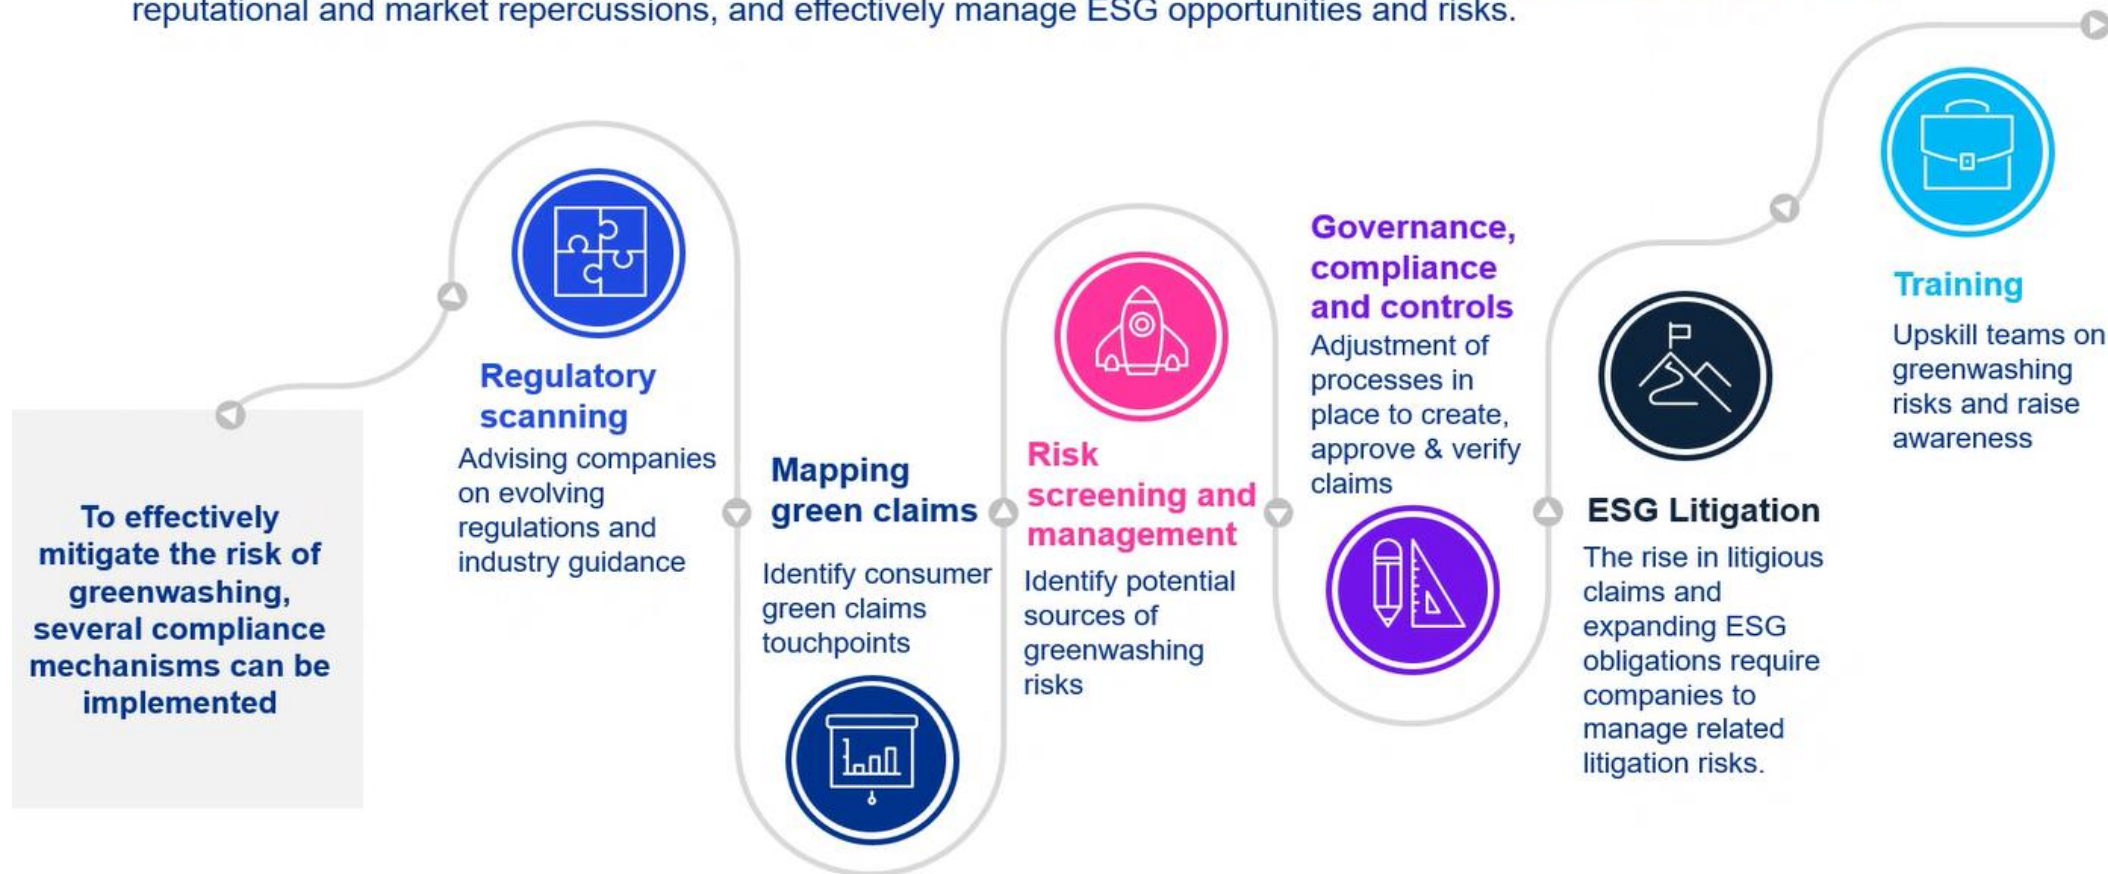 reputational and market repercussions, and effectively manage ESG opportunities and risks.
To effectively
mitigate the risk of
greenwashing,
several compliance
mechanisms can be
implemented
Regulatory
scanning
Advising companies
on evolving
regulations and
industry guidance
Mapping
green claims
Identify consumer
green claims
touchpoints
Risk
screening and
management
Identify potential
sources of
greenwashing
risks
Governance,
compliance
and controls
Adjustment of
processes in
place to create,
approve & verify
claims
ESG Litigation
The rise in litigious
claims and
expanding ESG
obligations require
companies to
manage related
litigation risks.
Training
Upskill teams on
greenwashing
risks and raise
awareness